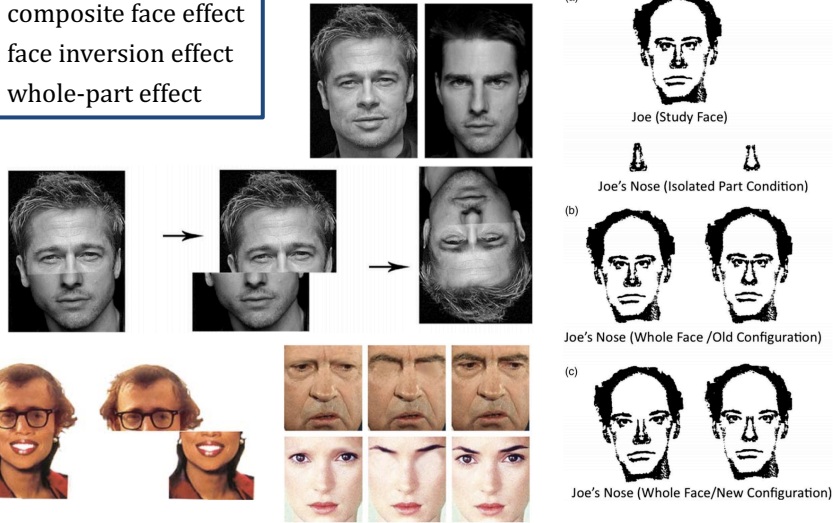 composite face effect
face inversion effect
whole-part effect
(a)
Joe (Study Face)
Joe's Nose (Isolated Part Condition)
(b)
Joe's Nose (Whole Face /Old Configuration)
(c)
Joe's Nose (Whole Face/New Configuration)